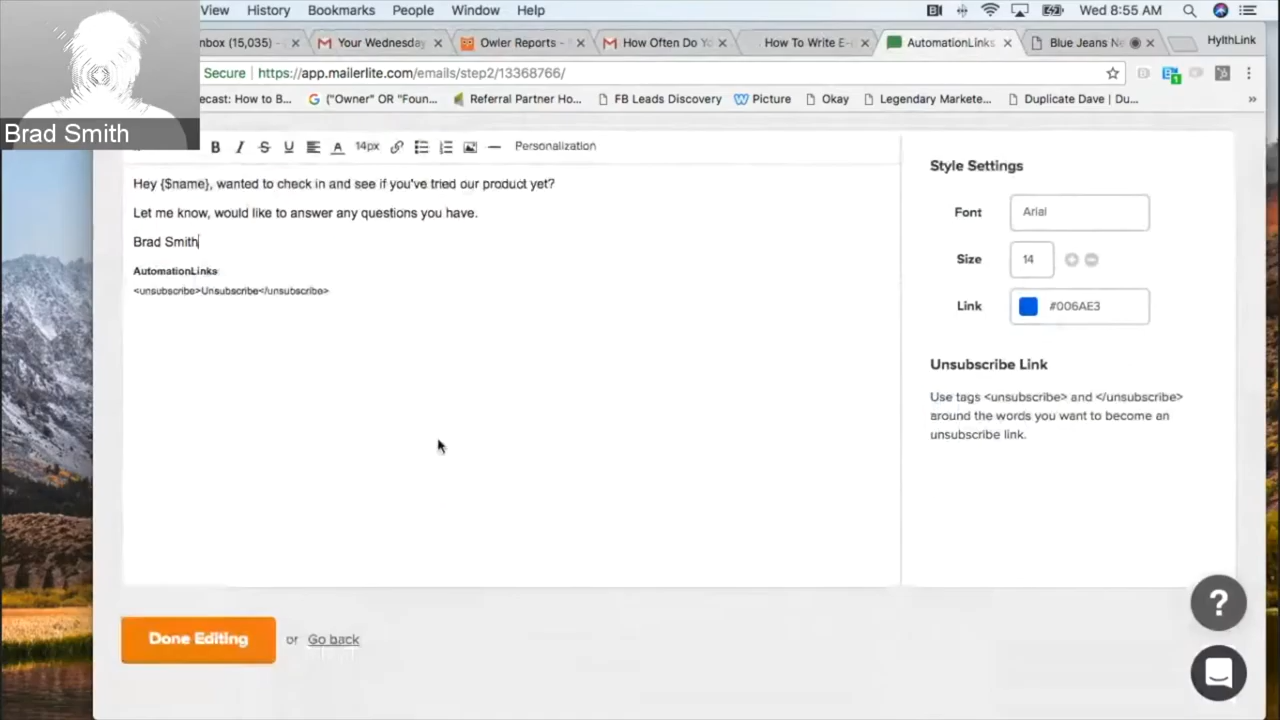 View History Bookmarks People Window Help
Wed 8:55 AM
nbox (15,035) - Your Wednesday Owler Reports - S How Often Do Y How To Write E-I AutomationLinks Blue Jeans Ne HylthLink
Secure https://app.mailerlite.com/emails/step2/13368766/
ecast: How to B... ("Owner" OR "Foun... Referral Partner Ho... FB Leads Discovery Picture Okay Legendary Markete... Duplicate Dave | Du... »
Brad Smith
B I S U A 14px Personalization
Hey {$name}, wanted to check in and see if you've tried our product yet?
Let me know, would like to answer any questions you have.
Brad Smith
AutomationLinks
<unsubscribe>Unsubscribe</unsubscribe>
Style Settings
Font Arial
Size 14
Link #006AE3
Unsubscribe Link
Use tags <unsubscribe> and </unsubscribe>
around the words you want to become an
unsubscribe link.
Done Editing or Go back
?